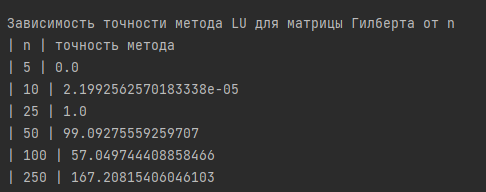 Зависимость точности метода LU для матрицы Гилберта от n
| n | точность метода
| 5 | 0.0
| 10 | 2.1992562570183338e-05
| 25 | 1.0
| 50 | 99.09275559259707
| 100 | 57.049744408858466
| 250 | 167.20815406046103